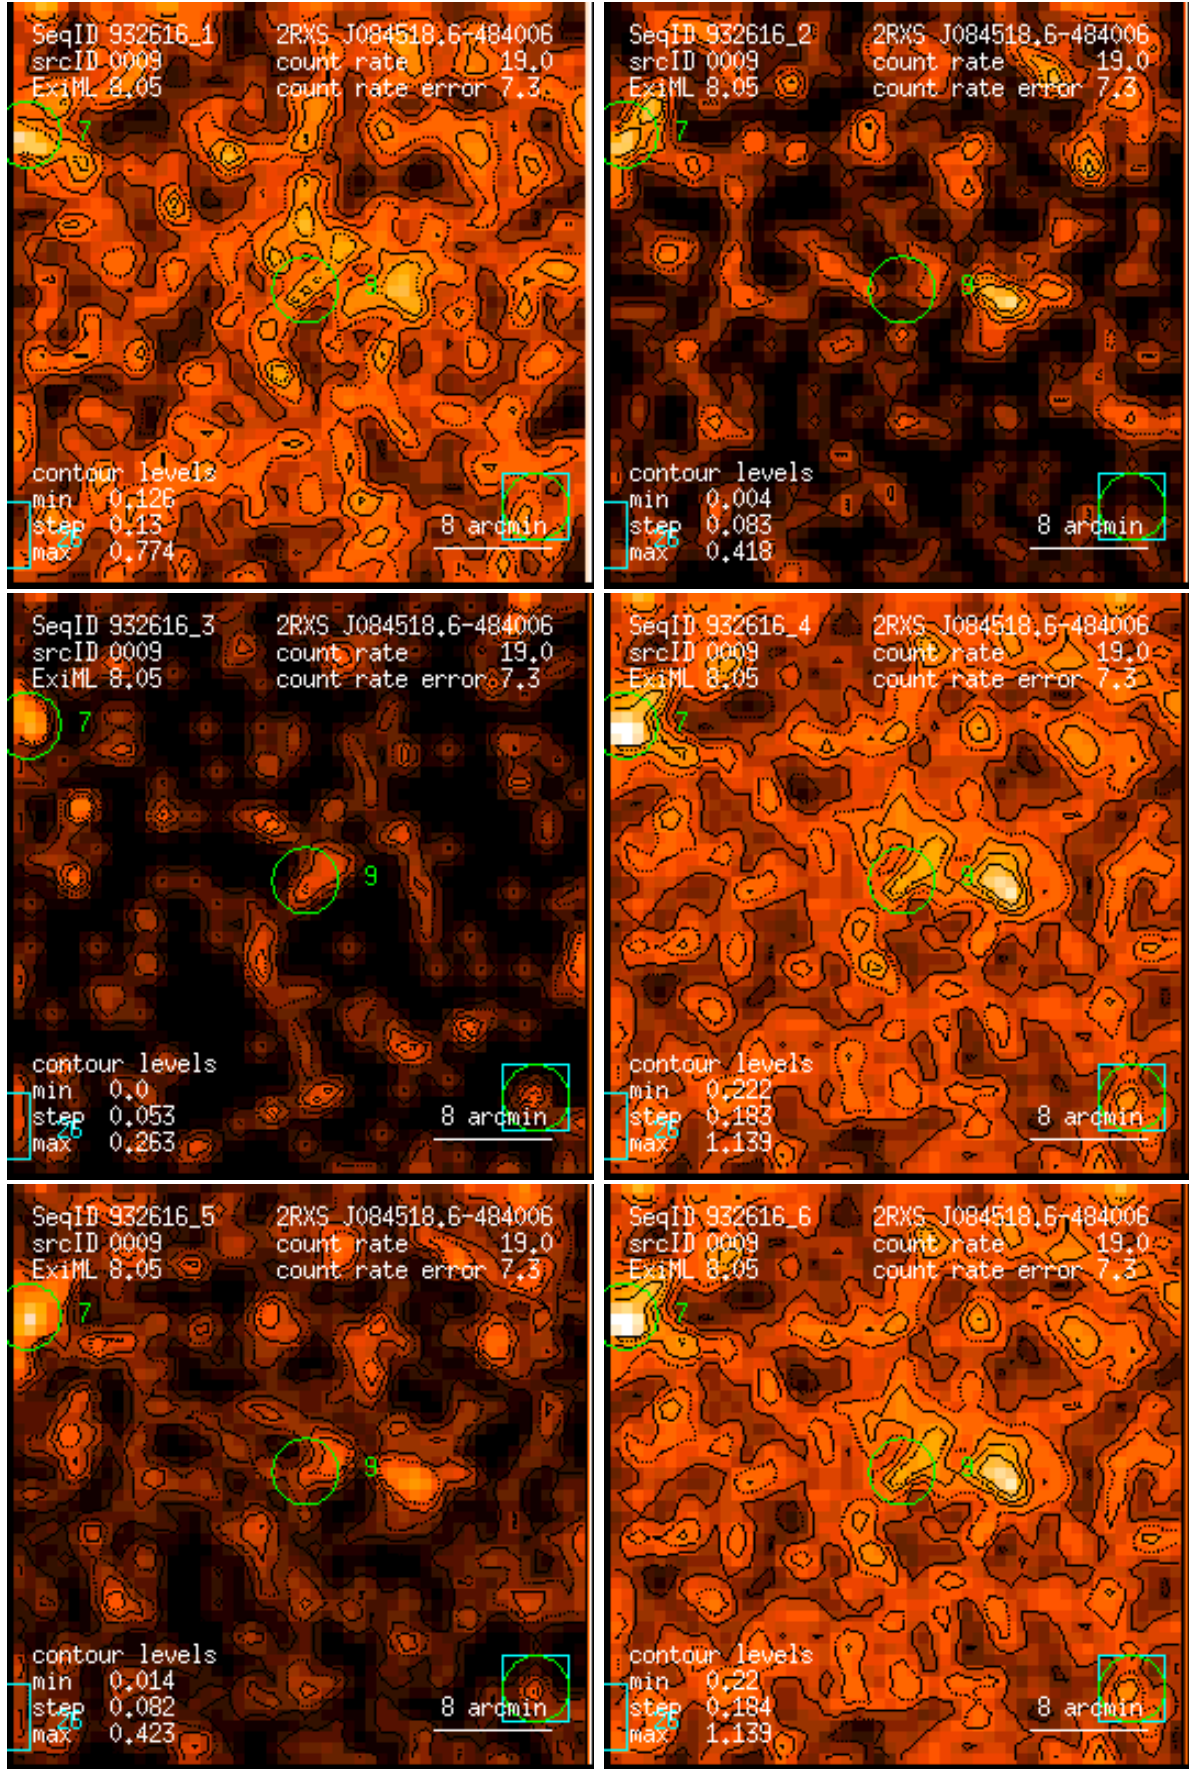 SeqID 932616_1 2RXS J084518.6-484006
srcID 0009 count rate 19.0
ExiML 8.05 count rate error 7.3
7
9
contour levels
min 0.126
step 0.13 8 arcmin
26
max 0.774
SeqID 932616_2 2RXS J084518.6-484006
srcID 0009 count rate 19.0
ExiML 8.05 count rate error 7.3
7
9
contour levels
min 0.004
step 0.083 8 arcmin
26
max 0.418
SeqID 932616_3 2RXS J084518.6-484006
srcID 0009 count rate 19.0
ExiML 8.05 count rate error 7.3
7
9
contour levels
min 0.0
step 0.053 8 arcmin
26
max 0.263
SeqID 932616_4 2RXS J084518.6-484006
srcID 0009 count rate 19.0
ExiML 8.05 count rate error 7.3
7
9
contour levels
min 0.222
step 0.183 8 arcmin
26
max 1.139
SeqID 932616_5 2RXS J084518.6-484006
srcID 0009 count rate 19.0
ExiML 8.05 count rate error 7.3
7
9
contour levels
min 0.014
step 0.082 8 arcmin
26
max 0.423
SeqID 932616_6 2RXS J084518.6-484006
srcID 0009 count rate 19.0
ExiML 8.05 count rate error 7.3
7
9
contour levels
min 0.22
step 0.184 8 arcmin
26
max 1.139